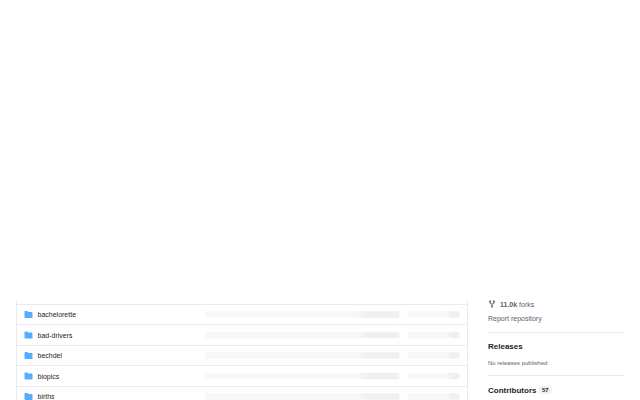 bachelorette
bad-drivers
bechdel
biopics
births
11.0k forks
Report repository
Releases
No releases published
Contributors 57